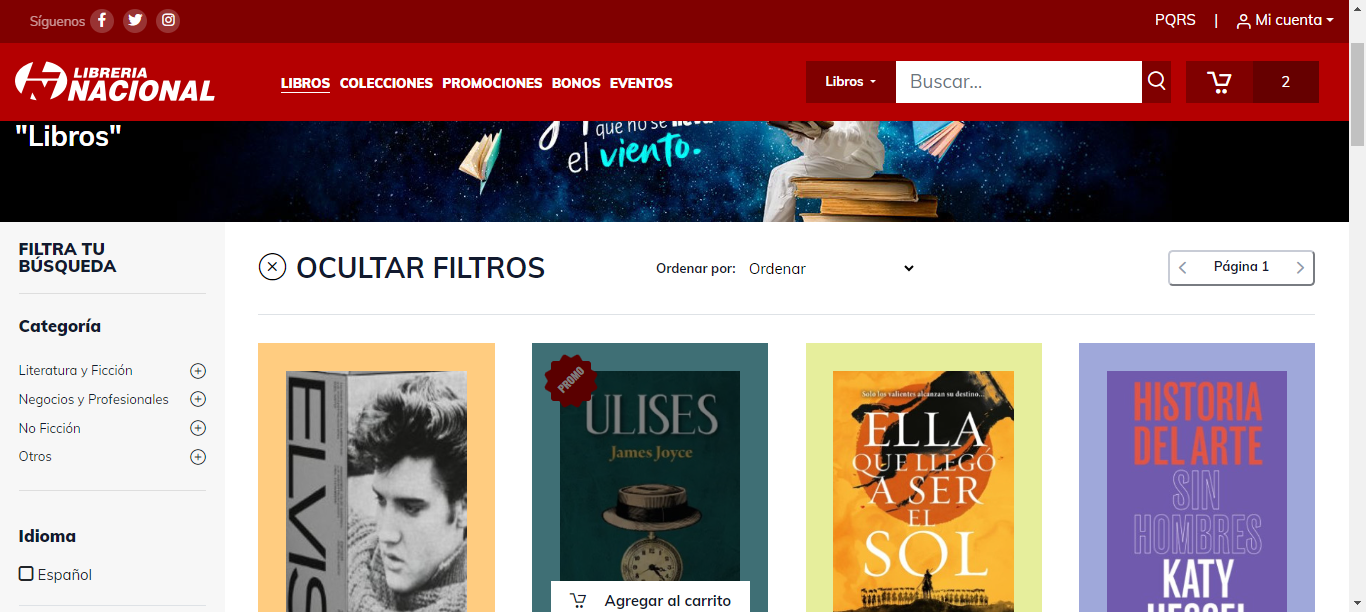 Síguenos
PQRS | Mi cuenta
LIBRERIA
NACIONAL
LIBROS COLECCIONES PROMOCIONES BONOS EVENTOS
Libros
Buscar...
2
"Libros"
que no se
el viento.
FILTRA TU
BÚSQUEDA
OCULTAR FILTROS
Ordenar por: Ordenar
Página 1
Categoría
Literatura y Ficción
Negocios y Profesionales
No Ficción
Otros
Idioma
Español
ELVIS
PROMO
ULISES
James Joyce
Agregar al carrito
Solo los valientes alcanzan su destino...
ELLA
QUE LLEGÓ
A SER
EL
SOL
HISTORIA
DEL ARTE
SIN
HOMBRES
KATY